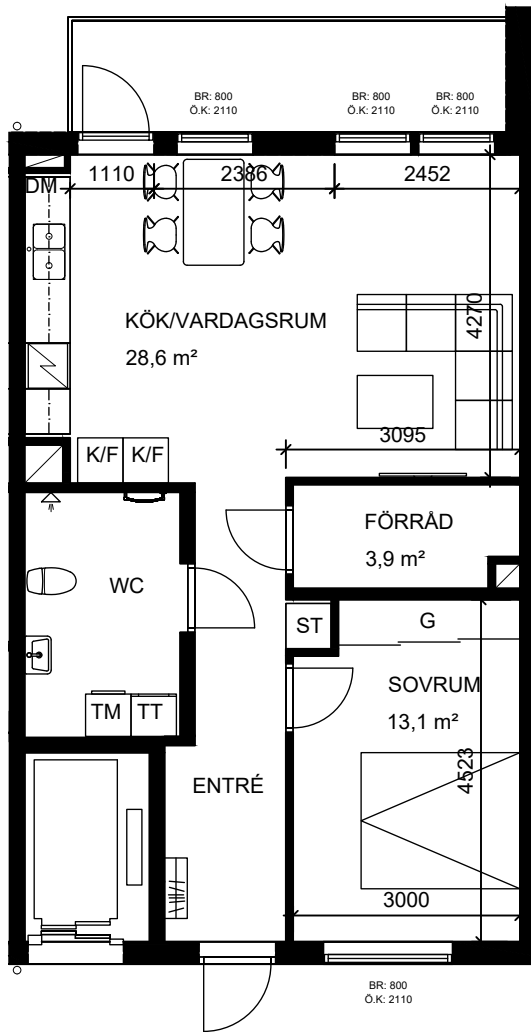 BR: 800
Ö.K: 2110
BR: 800
Ö.K: 2110
BR: 800
Ö.K: 2110
1110
2386
2452
DM
KÖK/VARDAGSRUM
28,6 m²
4270
3095
K/F
K/F
FÖRRÅD
3,9 m²
WC
ST
G
SOVRUM
13,1 m²
TM
TT
ENTRÉ
4523
3000
BR: 800
Ö.K: 2110